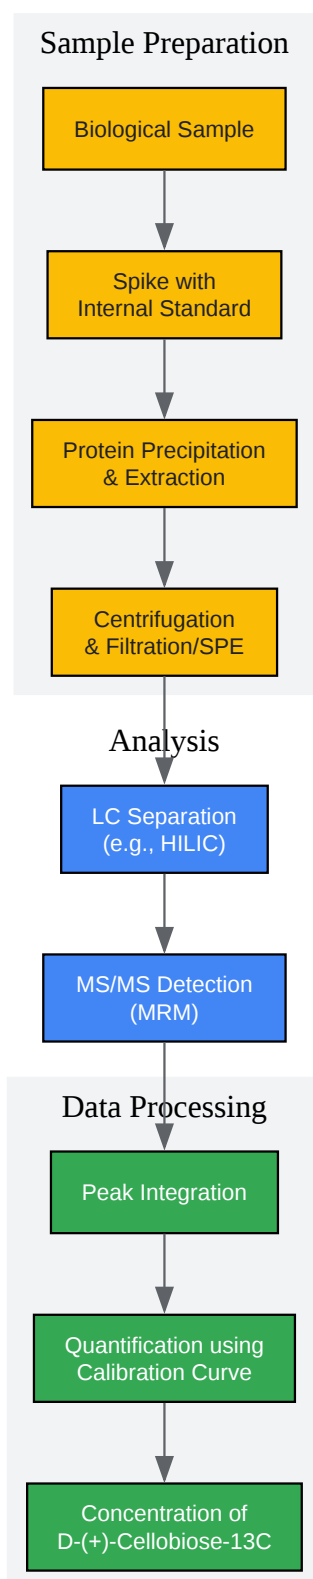 Sample Preparation
Biological Sample
Spike with
Internal Standard
Protein Precipitation
& Extraction
Centrifugation
& Filtration/SPE
Analysis
LC Separation
(e.g., HILIC)
MS/MS Detection
(MRM)
Data Processing
Peak Integration
Quantification using
Calibration Curve
Concentration of
D-(+)-Cellobiose-13C